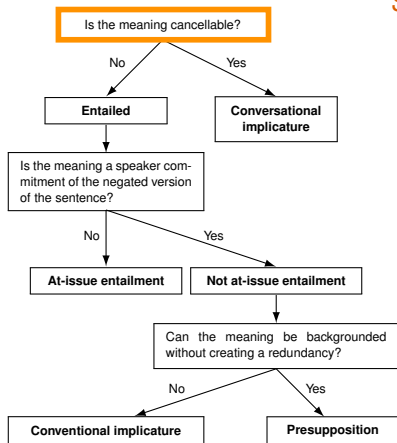 Is the meaning cancellable?
No
Yes
Entailed
Conversational
implicature
Is the meaning a speaker com-
mitment of the negated version
of the sentence?
No
Yes
At-issue entailment
Not at-issue entailment
Can the meaning be backgrounded
without creating a redundancy?
No
Yes
Conventional implicature
Presupposition